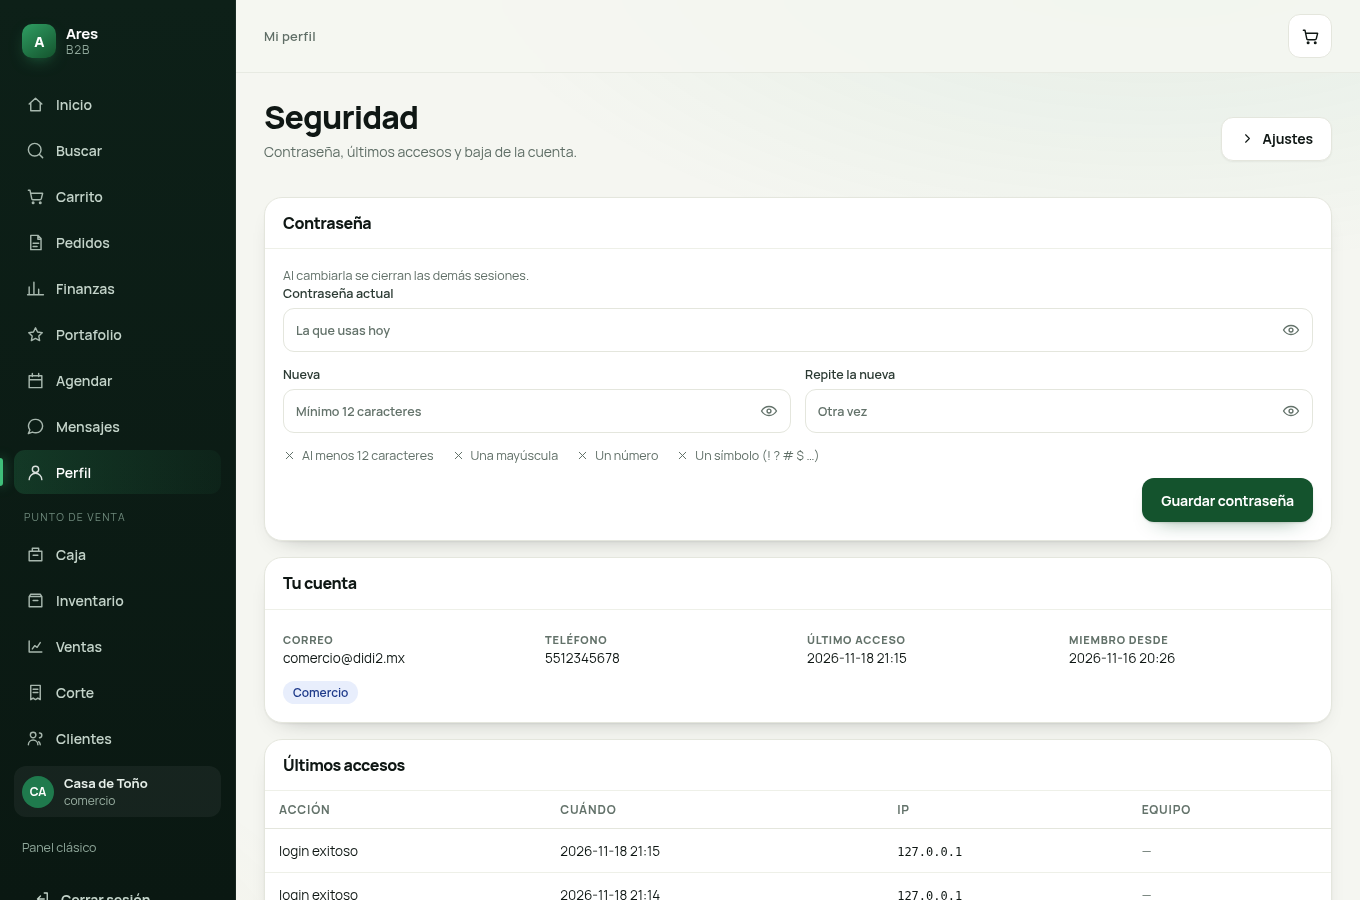 A
Ares
B2B
Inicio
Buscar
Carrito
Pedidos
Finanzas
Portafolio
Agendar
Mensajes
Perfil
PUNTO DE VENTA
Caja
Inventario
Ventas
Corte
Clientes
CA
Casa de Toño
comercio
Panel clásico
Cerrar sesión
Mi perfil
Seguridad
Contraseña, últimos accesos y baja de la cuenta.
Ajustes
Contraseña
Al cambiarla se cierran las demás sesiones.
Contraseña actual
La que usas hoy
Nueva
Repite la nueva
Mínimo 12 caracteres
Otra vez
Al menos 12 caracteres Una mayúscula Un número Un símbolo (! ? # $ …)
Guardar contraseña
Tu cuenta
CORREO TELÉFONO ÚLTIMO ACCESO MIEMBRO DESDE
comercio@didi2.mx 5512345678 2026-11-18 21:15 2026-11-16 20:26
Comercio
Últimos accesos
ACCIÓN CUÁNDO IP EQUIPO
login exitoso 2026-11-18 21:15 127.0.0.1 —
login exitoso 2026-11-18 21:14 127.0.0.1 —